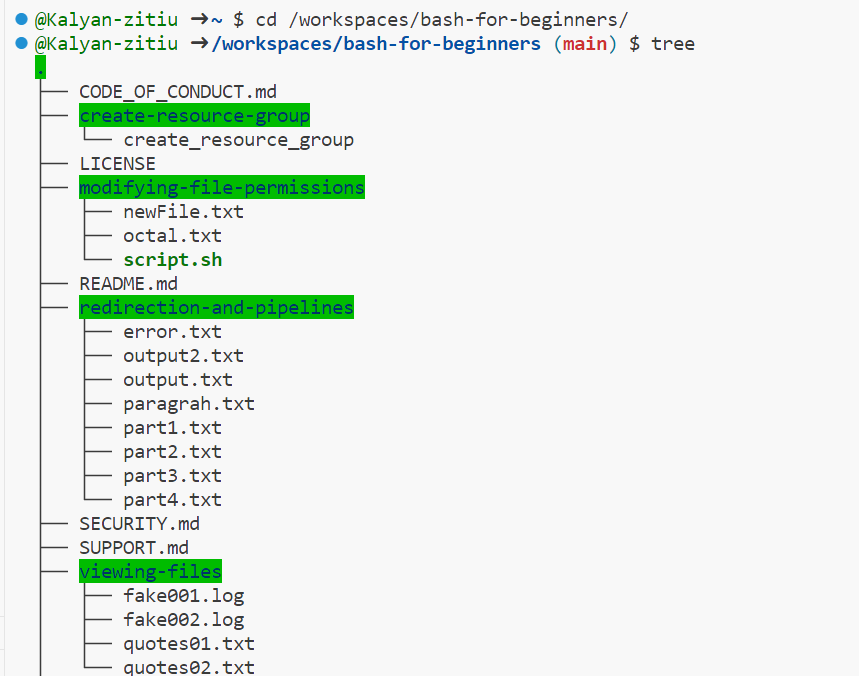 @Kalyan-zitiu ➜ ~ $ cd /workspaces/bash-for-beginners/
@Kalyan-zitiu ➜ /workspaces/bash-for-beginners (main) $ tree
.
├── CODE_OF_CONDUCT.md
├── create-resource-group
│   └── create_resource_group
├── LICENSE
├── modifying-file-permissions
│   ├── newFile.txt
│   ├── octal.txt
│   └── script.sh
├── README.md
├── redirection-and-pipelines
│   ├── error.txt
│   ├── output2.txt
│   ├── output.txt
│   ├── paragrah.txt
│   ├── part1.txt
│   ├── part2.txt
│   ├── part3.txt
│   └── part4.txt
├── SECURITY.md
├── SUPPORT.md
├── viewing-files
│   ├── fake001.log
│   ├── fake002.log
│   ├── quotes01.txt
│   └── quotes02.txt